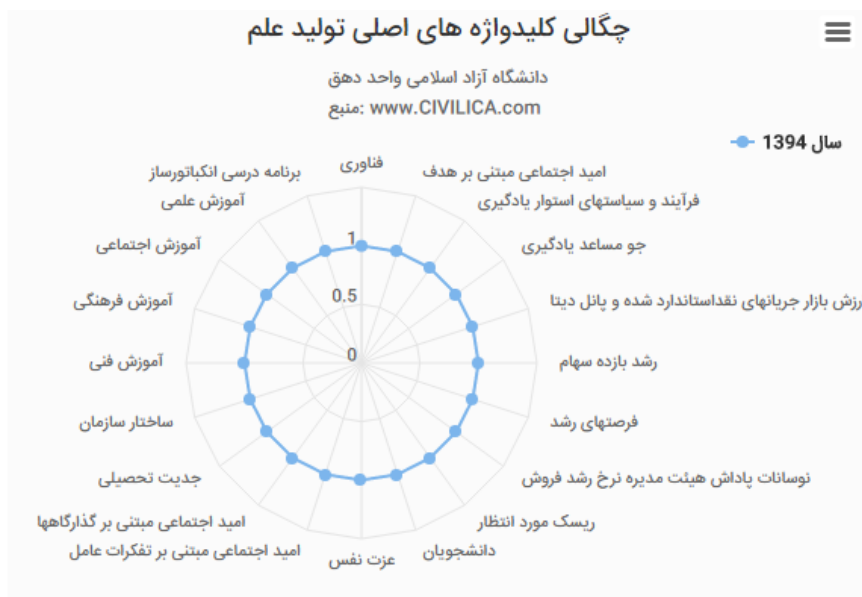 چگالی کلیدواژه های اصلی تولید علم
دانشگاه آزاد اسلامی واحد دهق
منبع: www.CIVILICA.com
سال 1394
فناوری
امید اجتماعی مبتنی بر هدف
فرآیند و سیاستهای استوار یادگیری
جو مساعد یادگیری
رزش بازار جریانهای نقداستاندارد شده و پانل دیتا
رشد بازده سهام
فرصتهای رشد
نوسانات پاداش هیئت مدیره نرخ رشد فروش
ریسک مورد انتظار
دانشجویان
عزت نفس
امید اجتماعی مبتنی بر تفکرات عامل
امید اجتماعی مبتنی بر گذارگاهها
جدیت تحصیلی
ساختار سازمان
آموزش فنی
آموزش فرهنگی
آموزش اجتماعی
آموزش علمی
برنامه درسی انکباتورساز
1
0.5
0